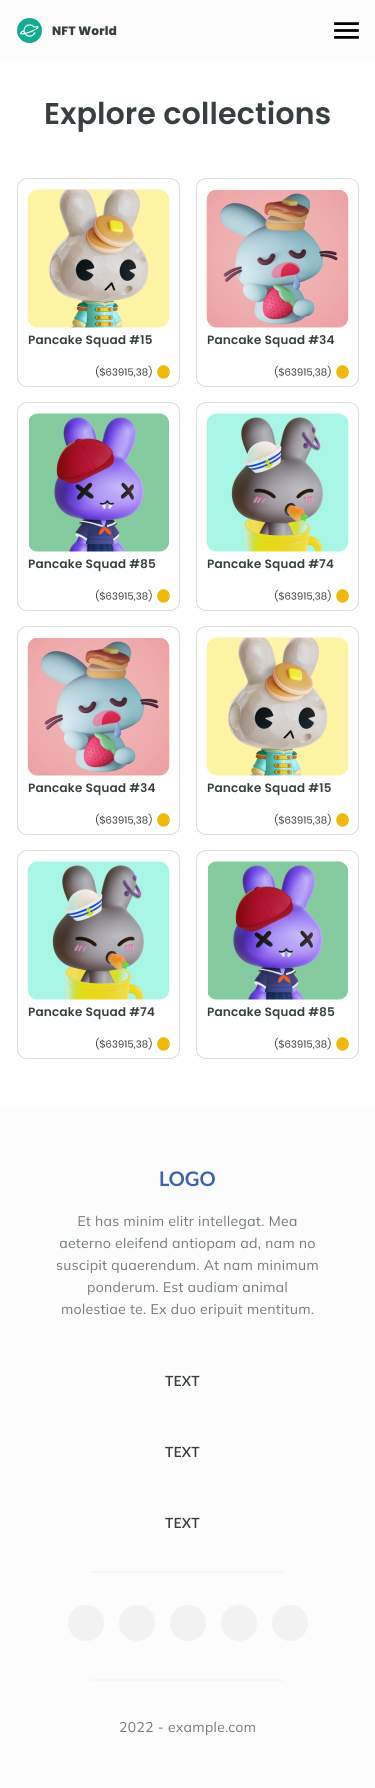 NFT World
Explore collections
Pancake Squad #15
($63915,38)
Pancake Squad #34
($63915,38)
Pancake Squad #85
($63915,38)
Pancake Squad #74
($63915,38)
Pancake Squad #34
($63915,38)
Pancake Squad #15
($63915,38)
Pancake Squad #74
($63915,38)
Pancake Squad #85
($63915,38)
LOGO
Et has minim elitr intellegat. Mea
aeterno eleifend antiopam ad, nam no
suscipit quaerendum. At nam minimum
ponderum. Est audiam animal
molestiae te. Ex duo eripuit mentitum.
TEXT
TEXT
TEXT
2022 - example.com